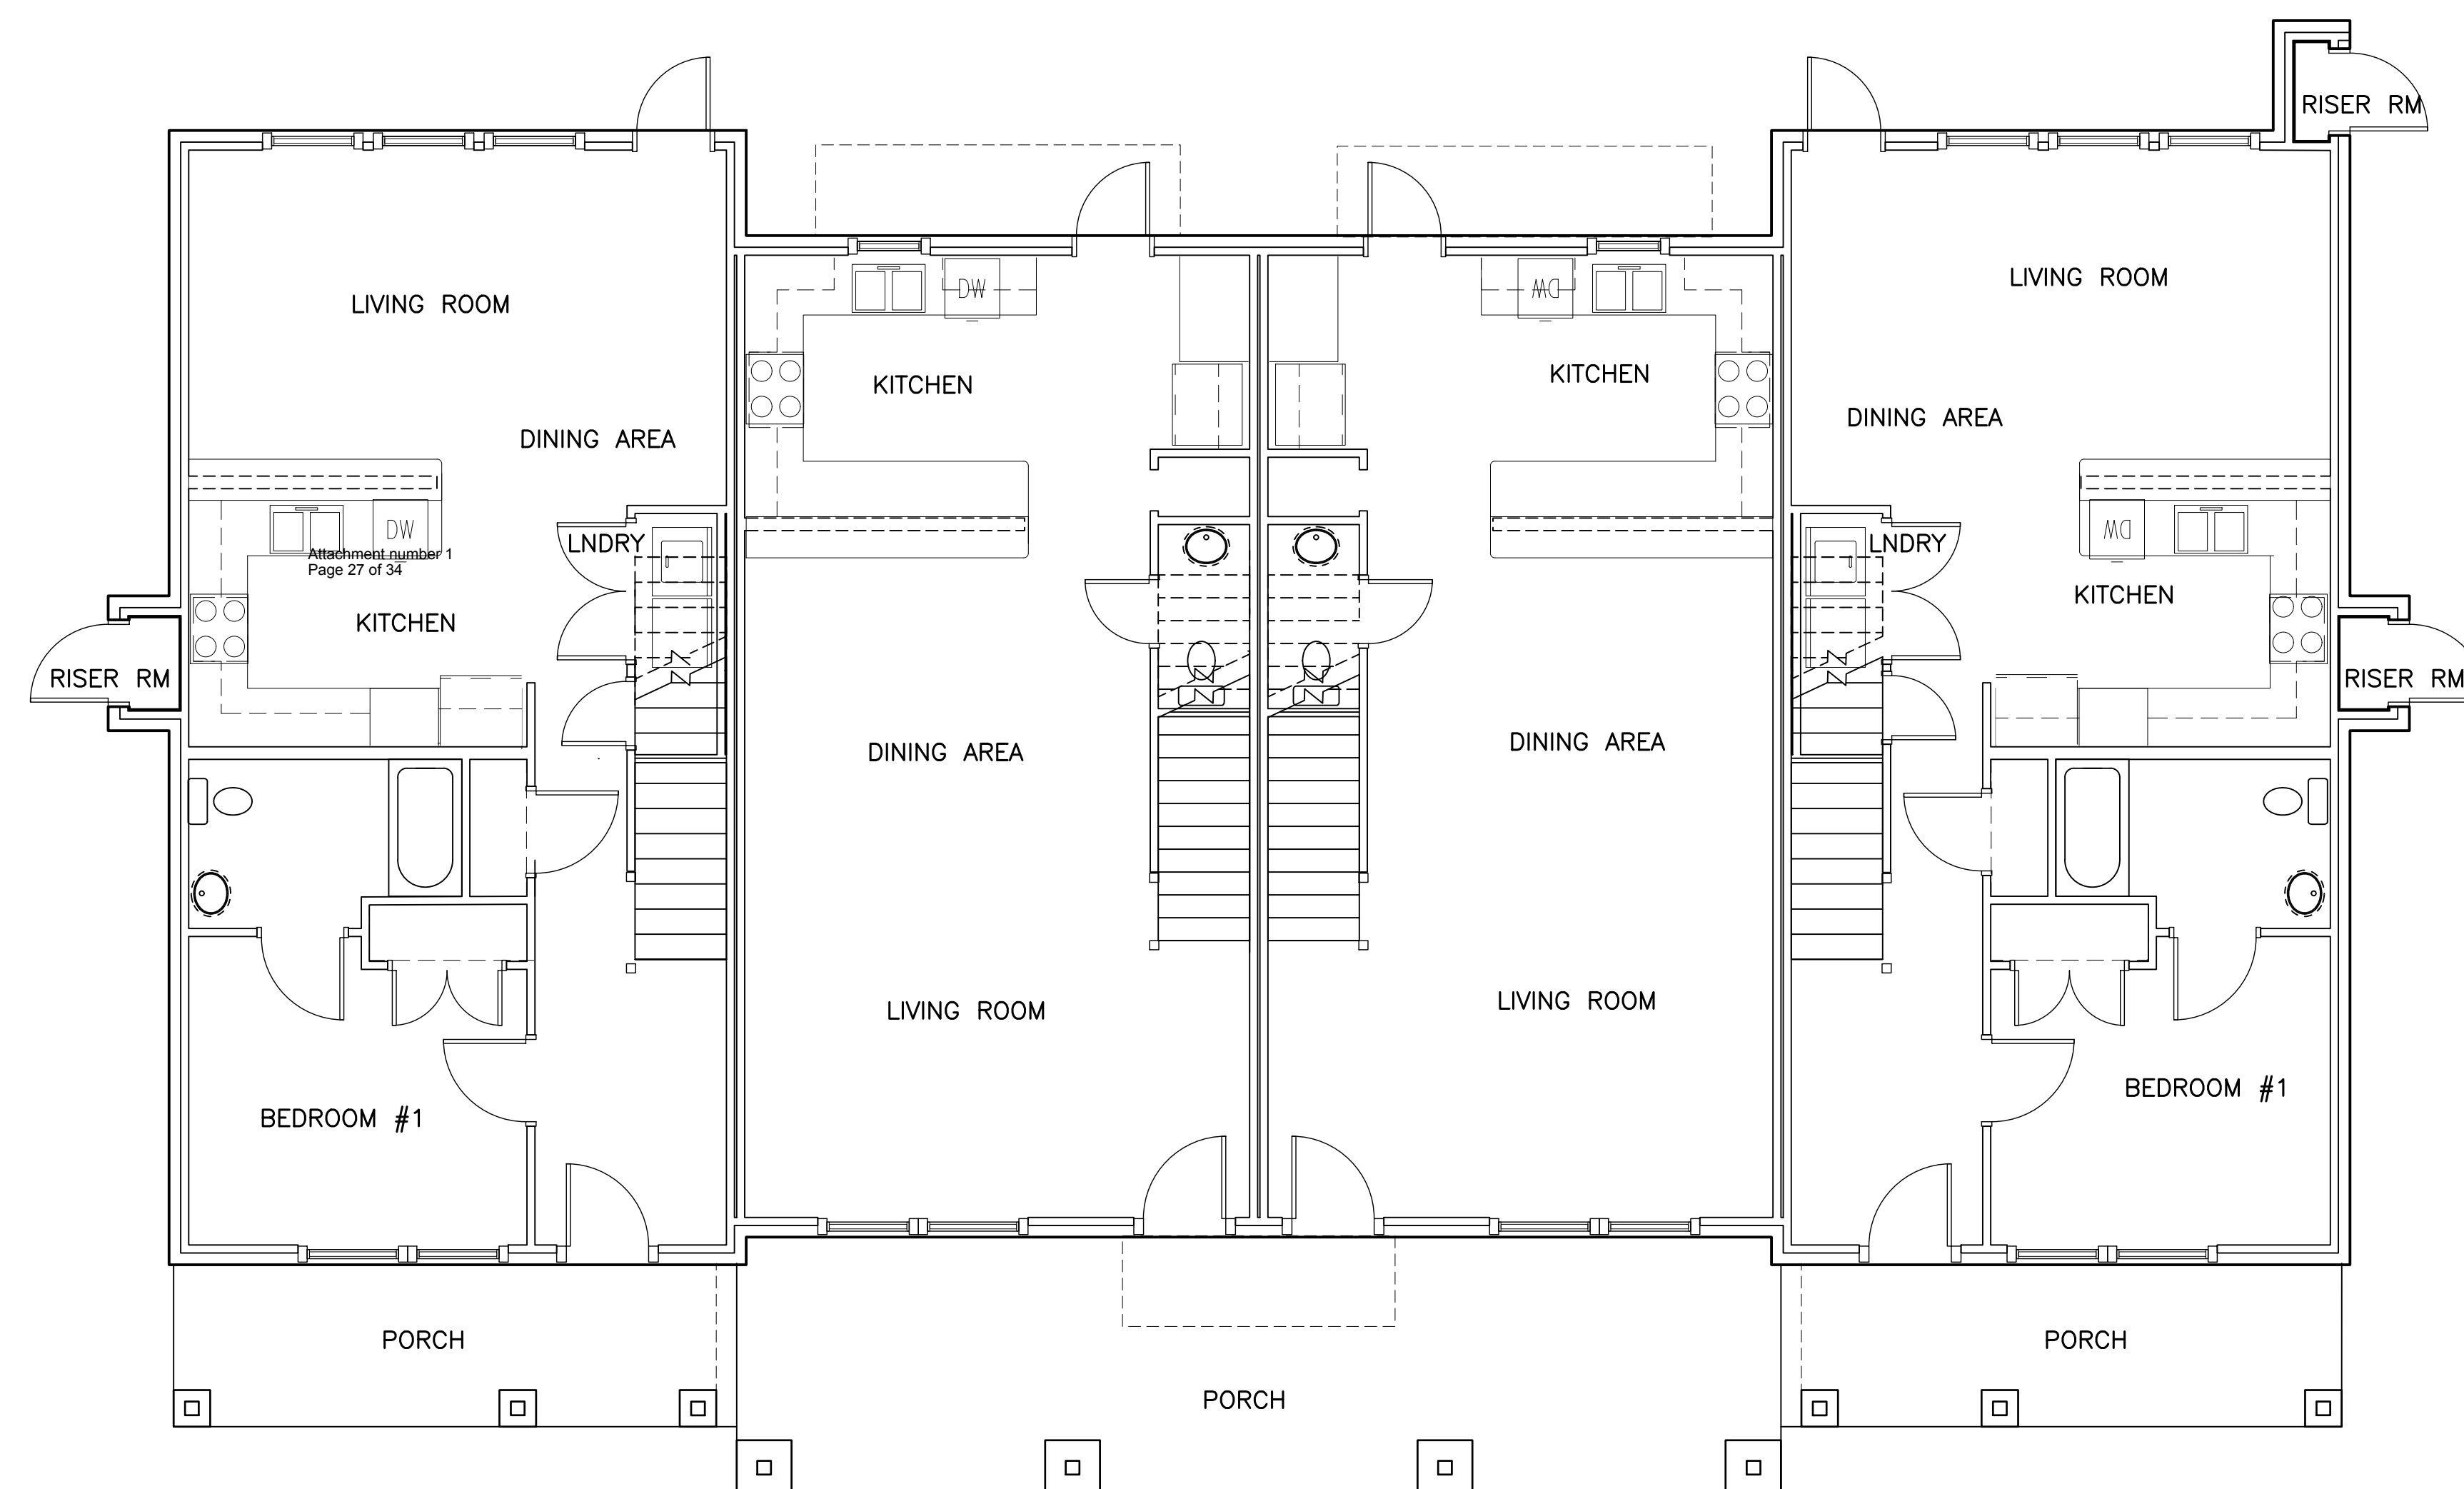 RISER RM
LIVING ROOM
LIVING ROOM
DW
DW
KITCHEN
KITCHEN
DINING AREA
DINING AREA
DW
LNDRY
DW
LNDRY
Attachment number 1
Page 27 of 34
KITCHEN
KITCHEN
RISER RM
RISER RM
DINING AREA
DINING AREA
LIVING ROOM
LIVING ROOM
BEDROOM #1
BEDROOM #1
PORCH
PORCH
PORCH